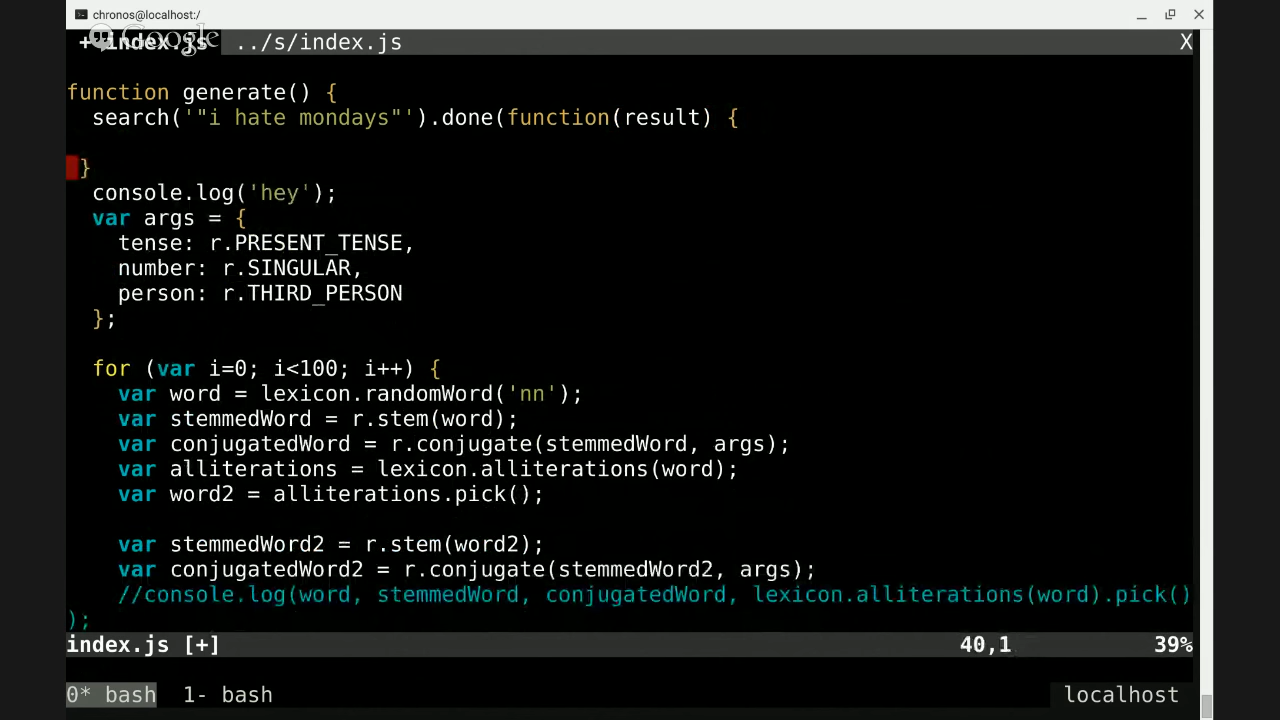 chronos@localhost:/
Google
+ index.js ../s/index.js X
function generate() {
search('"i hate mondays"').done(function(result) {
}
console.log('hey');
var args = {
tense: r.PRESENT_TENSE,
number: r.SINGULAR,
person: r.THIRD_PERSON
};
for (var i=0; i<100; i++) {
var word = lexicon.randomWord('nn');
var stemmedWord = r.stem(word);
var conjugatedWord = r.conjugate(stemmedWord, args);
var alliterations = lexicon.alliterations(word);
var word2 = alliterations.pick();
var stemmedWord2 = r.stem(word2);
var conjugatedWord2 = r.conjugate(stemmedWord2, args);
//console.log(word, stemmedWord, conjugatedWord, lexicon.alliterations(word).pick()
);
index.js [+] 40,1 39%
0* bash 1- bash localhost